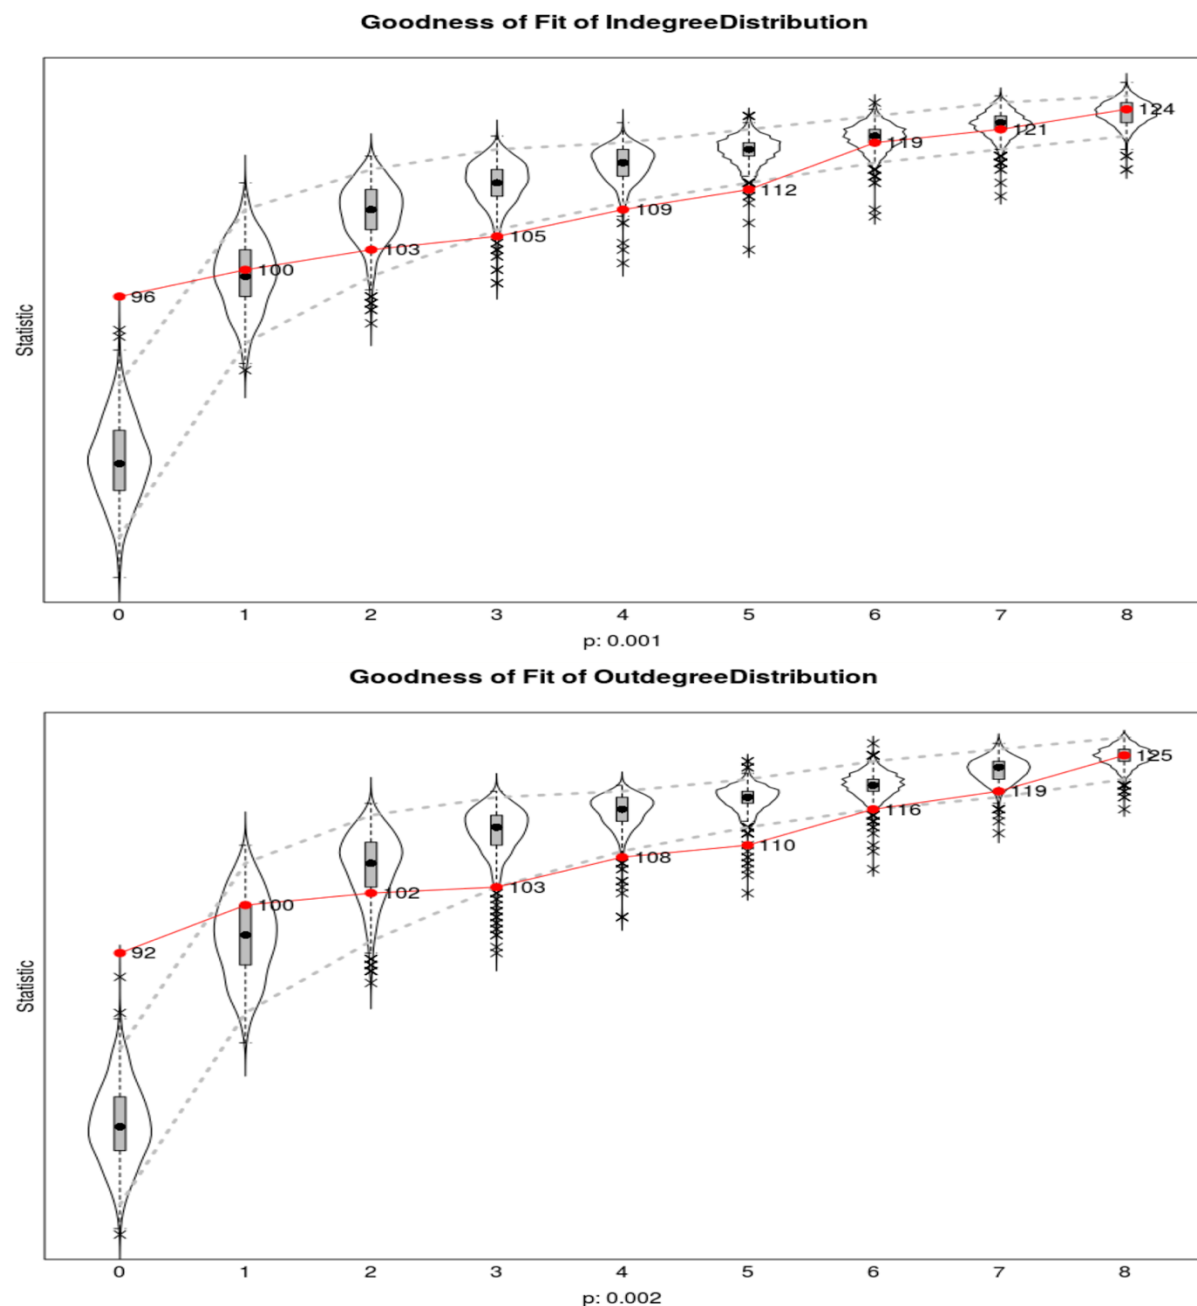 Goodness of Fit of IndegreeDistribution
Statistic
96
100
103
105
109
112
119
121
124
0 1 2 3 4 5 6 7 8
p: 0.001
Goodness of Fit of OutdegreeDistribution
Statistic
92
100
102
103
108
110
116
119
125
0 1 2 3 4 5 6 7 8
p: 0.002